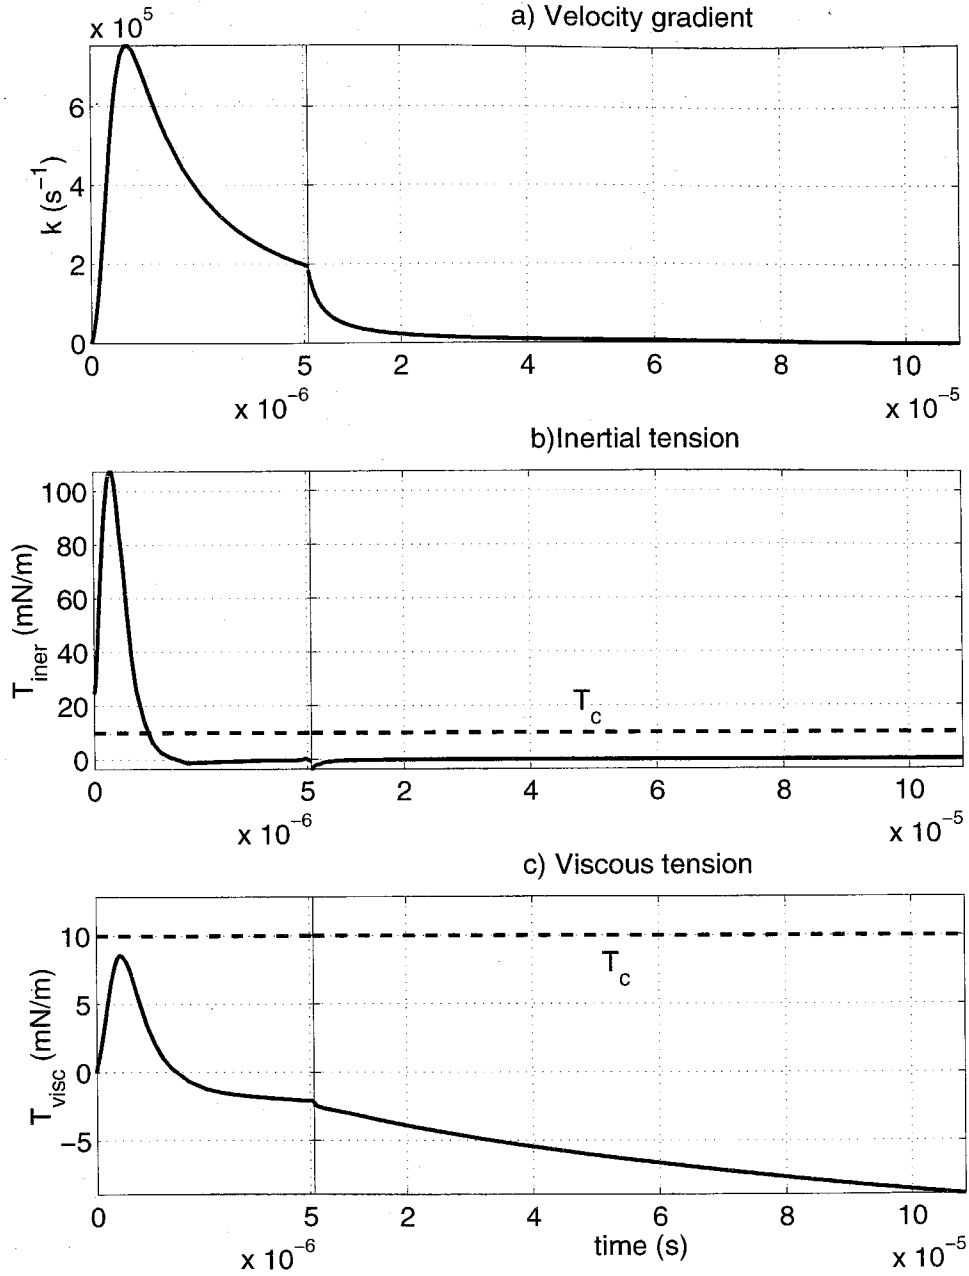 a) Velocity gradient
x 10⁵
6
4
2
0
k (s⁻¹)
0 5 2 4 6 8 10
x 10⁻⁶ x 10⁻⁵
b)Inertial tension
100
80
60
40
20
0
T_iner (mN/m)
T_c
0 5 2 4 6 8 10
x 10⁻⁶ x 10⁻⁵
c) Viscous tension
10
5
0
−5
T_visc (mN/m)
T_c
0 5 2 4 6 8 10
x 10⁻⁶ time (s) x 10⁻⁵